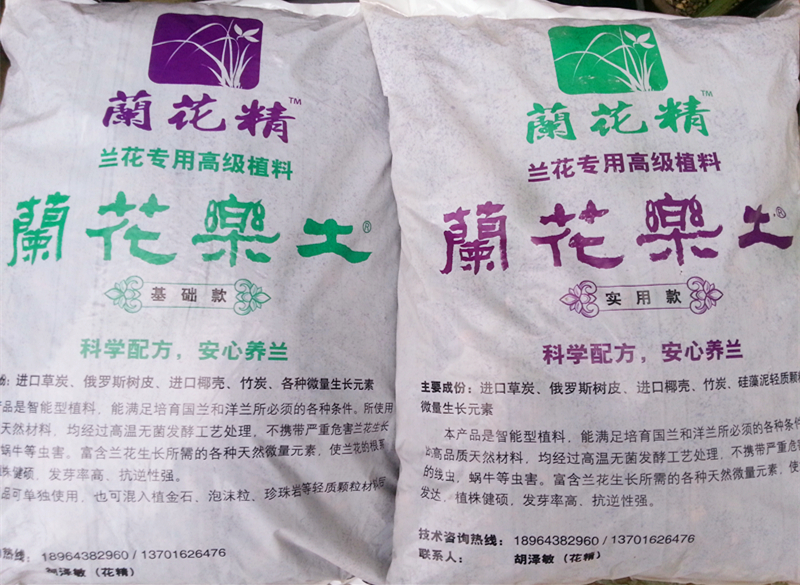 蘭花精™
兰花专用高级植料
蘭花樂土®
基础款
科学配方，安心养兰
份:进口草炭、俄罗斯树皮、进口椰壳、竹炭、各种微量生长元素
产品是智能型植料，能满足培育国兰和洋兰所必须的各种条件。所使用
天然材料，均经过高温无菌发酵工艺处理，不携带严重危害兰花生长
蜗牛等虫害。富含兰花生长所需的各种天然微量元素，使兰花的根系
株健硕，发芽率高、抗逆性强。
品可单独使用，也可混入植金石、泡沫粒，珍珠岩等轻质颗粒材料
询热线：18964382960 / 13701626476
胡泽敏（花精）
蘭花精™
兰花专用高级植料
蘭花樂土®
实用款
科学配方，安心养兰
主要成份:进口草炭、俄罗斯树皮、进口椰壳、竹炭、硅藻泥轻质颗
微量生长元素
本产品是智能型植料，能满足培育国兰和洋兰所必须的各种条件
高品质天然材料，均经过高温无菌发酵工艺处理，不携带严重危害
的线虫，蜗牛等虫害。富含兰花生长所需的各种天然微量元素，使
发达，植株健硕，发芽率高，抗逆性强。
技术咨询热线：18964382960 / 13701626476
联系人： 胡泽敏（花精）